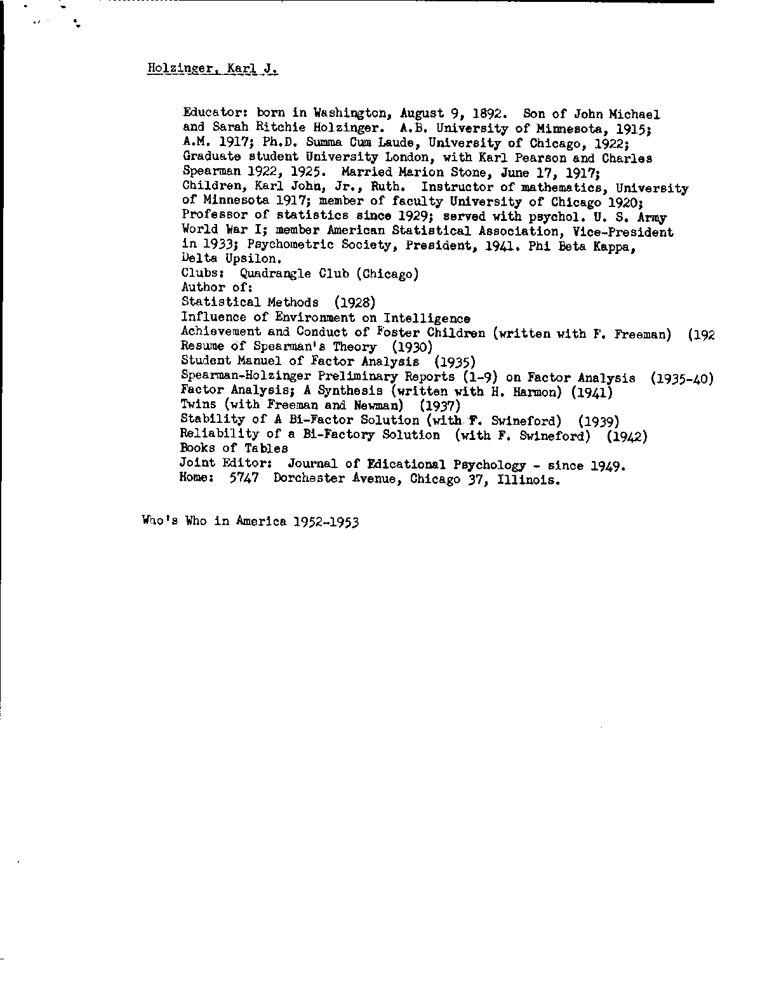 Holzinger, Karl J.
Educator: born in Washington, August 9, 1892. Son of John Michael
and Sarah Ritchie Holzinger. A.B. University of Minnesota, 1915;
A.M. 1917; Ph.D. Summa Cum Laude, University of Chicago, 1922;
Graduate student University London, with Karl Pearson and Charles
Spearman 1922, 1925. Married Marion Stone, June 17, 1917;
Children, Karl John, Jr., Ruth. Instructor of mathematics, University
of Minnesota 1917; member of faculty University of Chicago 1920;
Professor of statistics since 1929; served with psychol. U. S. Army
World War I; member American Statistical Association, Vice-President
in 1933; Psychometric Society, President, 1941. Phi Beta Kappa,
Delta Upsilon.
Clubs: Quadrangle Club (Chicago)
Author of:
Statistical Methods (1928)
Influence of Environment on Intelligence
Achievement and Conduct of Foster Children (written with F. Freeman) (192
Resume of Spearman's Theory (1930)
Student Manuel of Factor Analysis (1935)
Spearman-Holzinger Preliminary Reports (1-9) on Factor Analysis (1935-40)
Factor Analysis; A Synthesis (written with H. Harmon) (1941)
Twins (with Freeman and Newman) (1937)
Stability of A Bi-Factor Solution (with F. Swineford) (1939)
Reliability of a Bi-Factory Solution (with F. Swineford) (1942)
Books of Tables
Joint Editor: Journal of Edicational Psychology - since 1949.
Home: 5747 Dorchester Avenue, Chicago 37, Illinois.
Who's Who in America 1952-1953